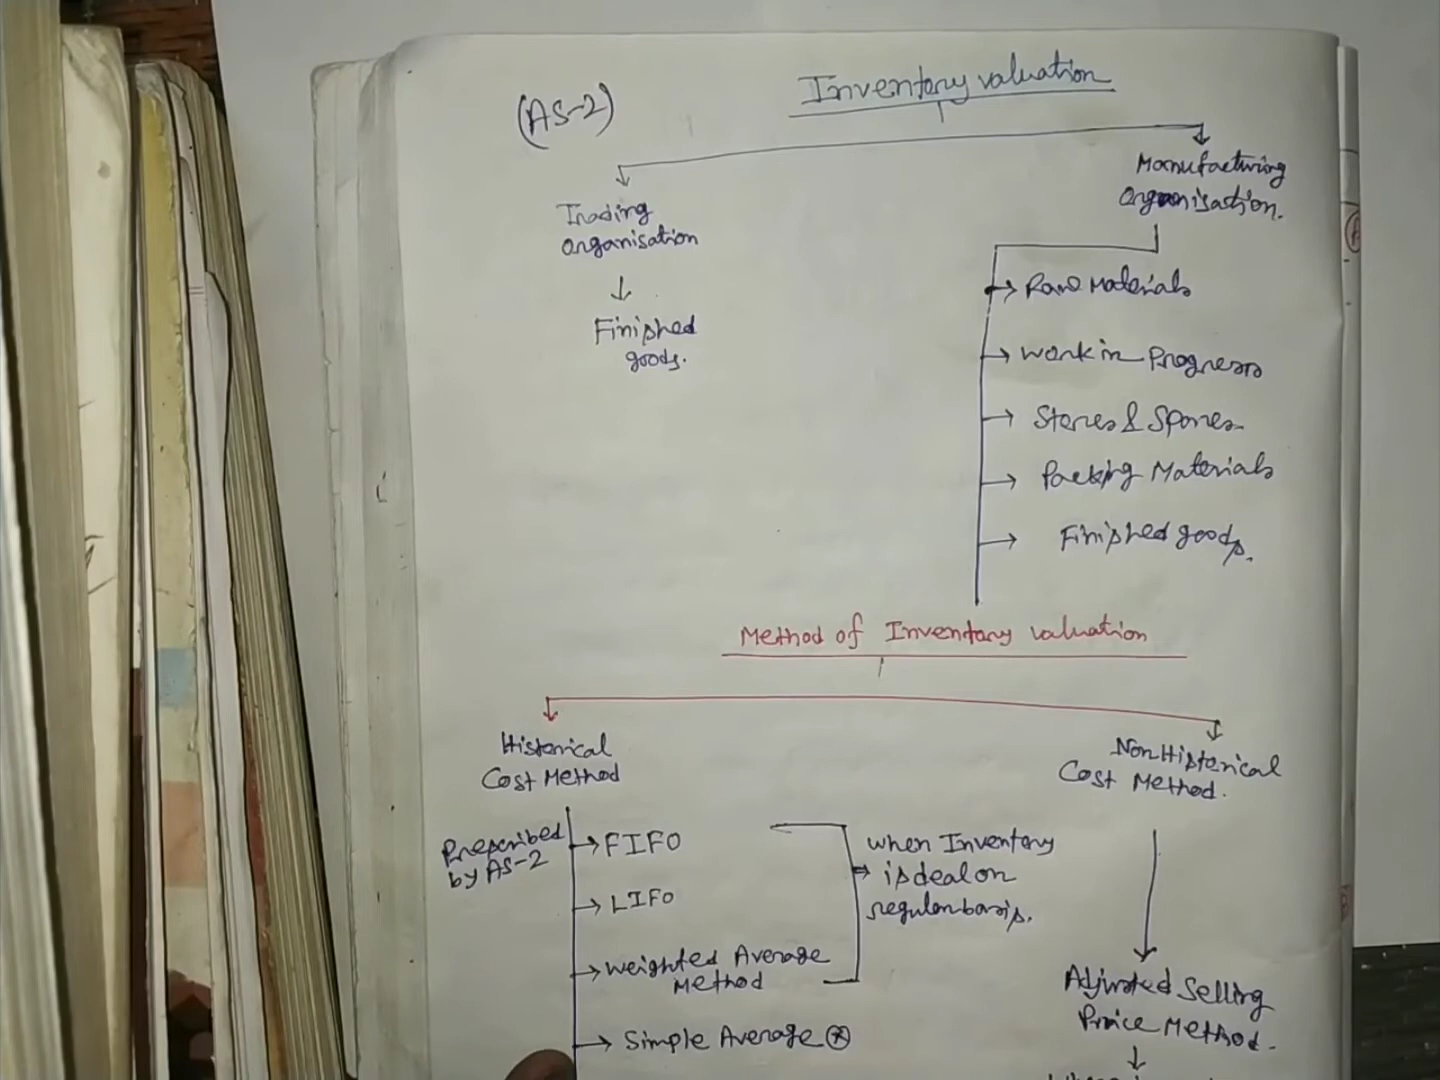 (AS-2)
Inventory valuation
Trading
Organisation
Finished
goods.
Manufacturing
Organisation.
Raw Materials
Work in Progress
Stores & Spares
Packing Materials
Finished goods.
Method of Inventory valuation
Historical
Cost Method
Prescribed
by AS-2
FIFO
LIFO
Weighted Average
Method
Simple Average *
when Inventory
is deal on
regular basis.
Non Historical
Cost Method.
Adjusted Selling
Price Method.